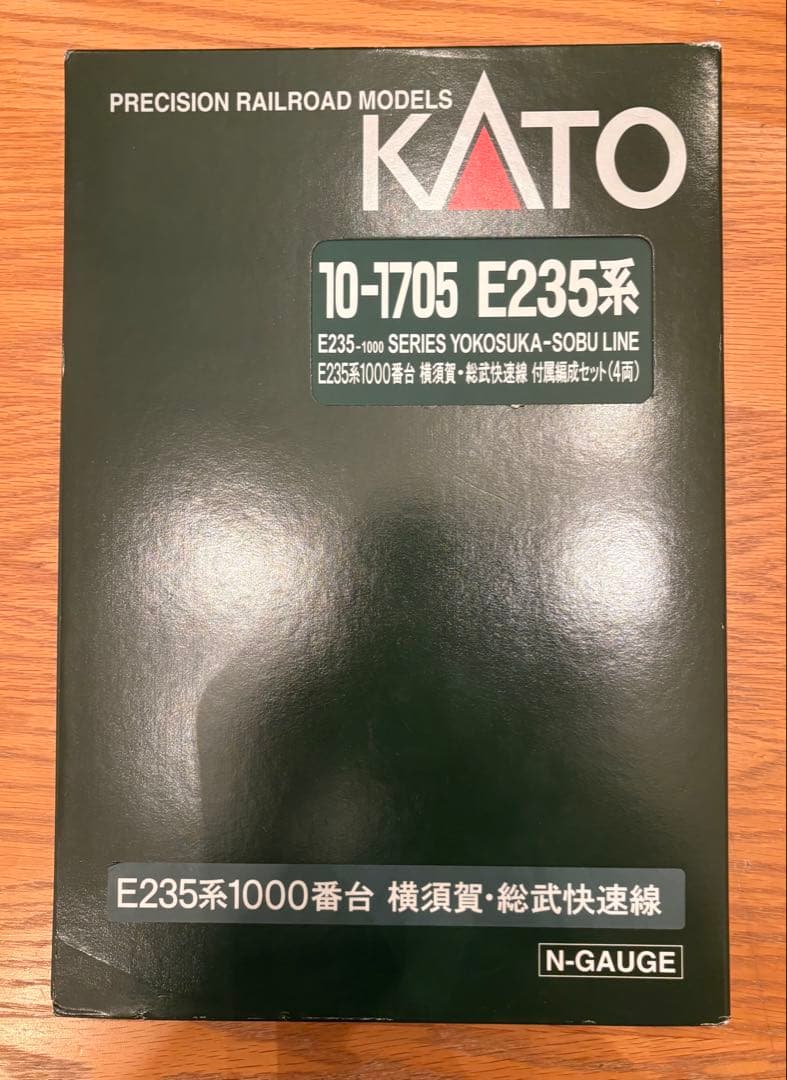 PRECISION RAILROAD MODELS
KATO
10-1705 E235系
E235-1000 SERIES YOKOSUKA-SOBU LINE
E235系1000番台 横須賀・総武快速線 付属編成セット(4両)
E235系1000番台 横須賀・総武快速線
N-GAUGE